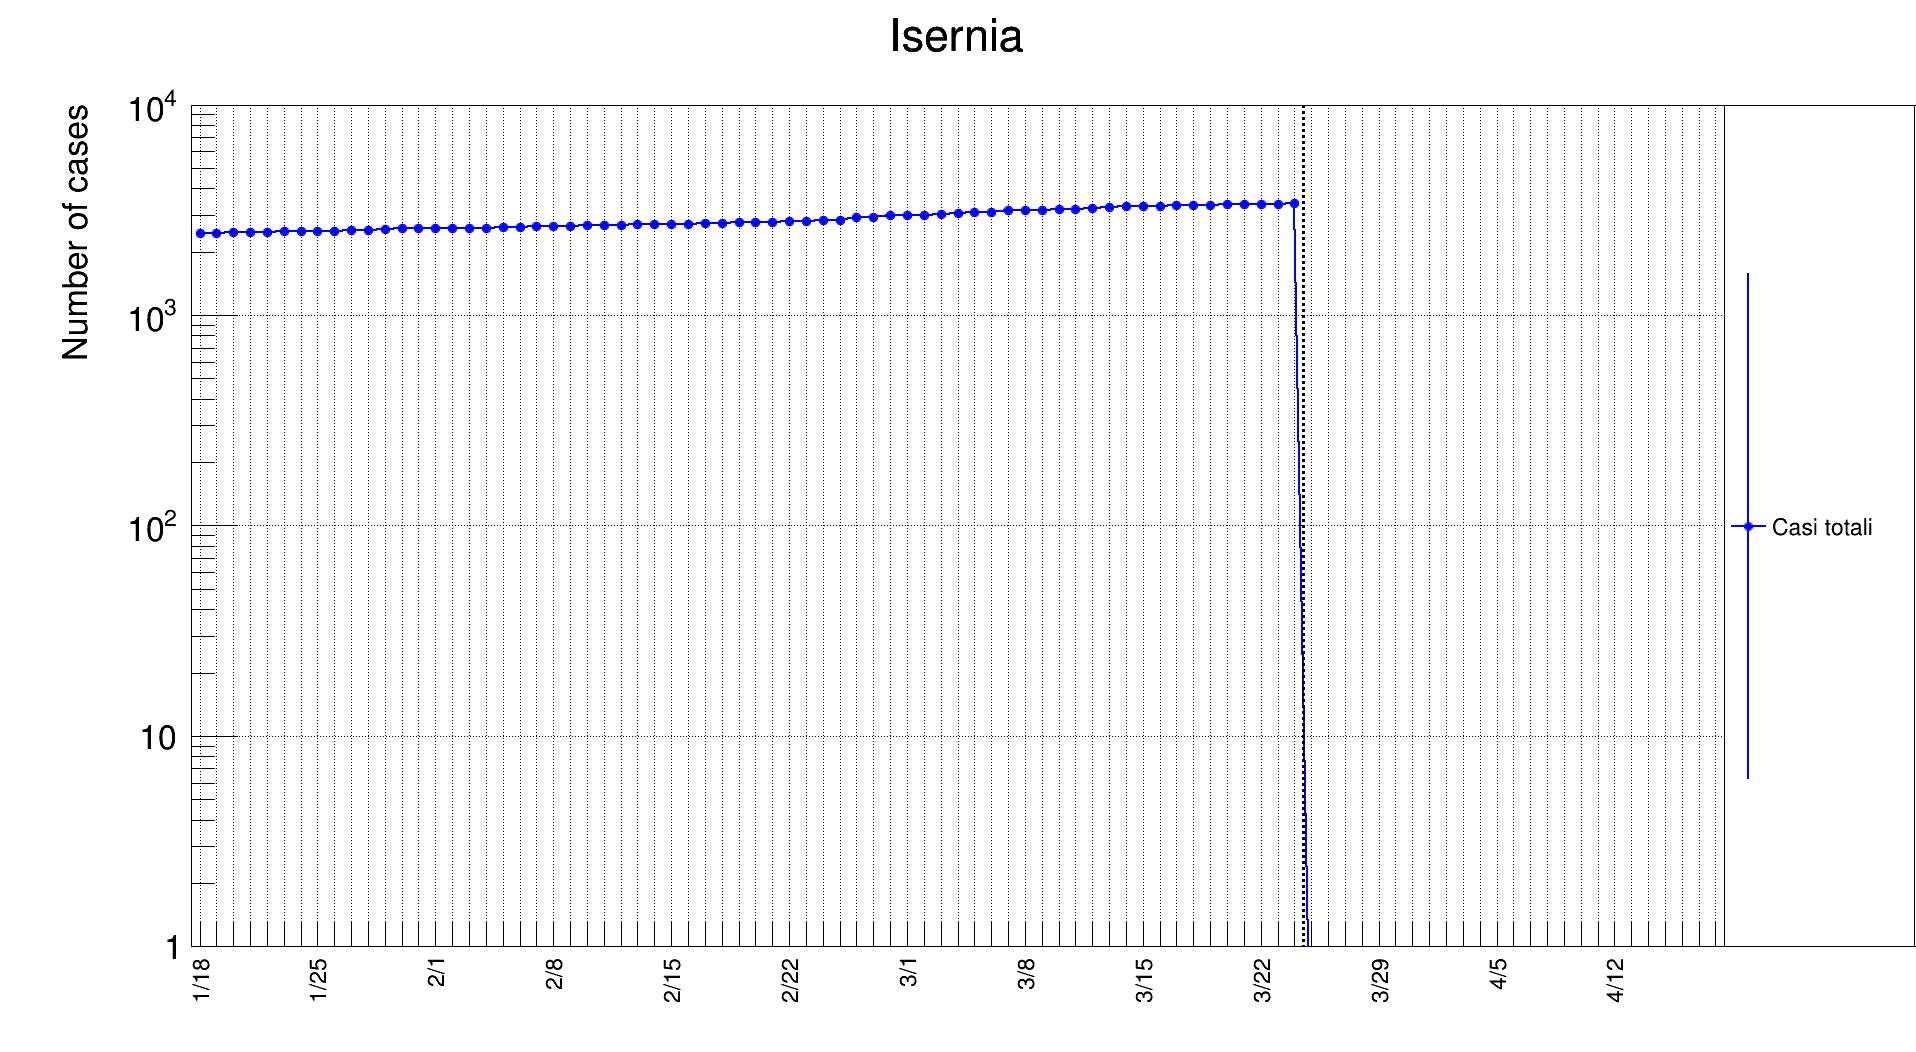 Isernia
Number of cases
10^4
10^3
10^2
10
1
1/18 1/25 2/1 2/8 2/15 2/22 3/1 3/8 3/15 3/22 3/29 4/5 4/12
Casi totali